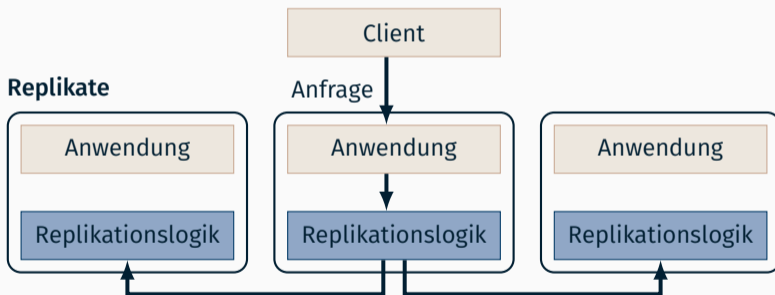 Client
Replikate
Anfrage
Anwendung
Anwendung
Anwendung
Replikationslogik
Replikationslogik
Replikationslogik